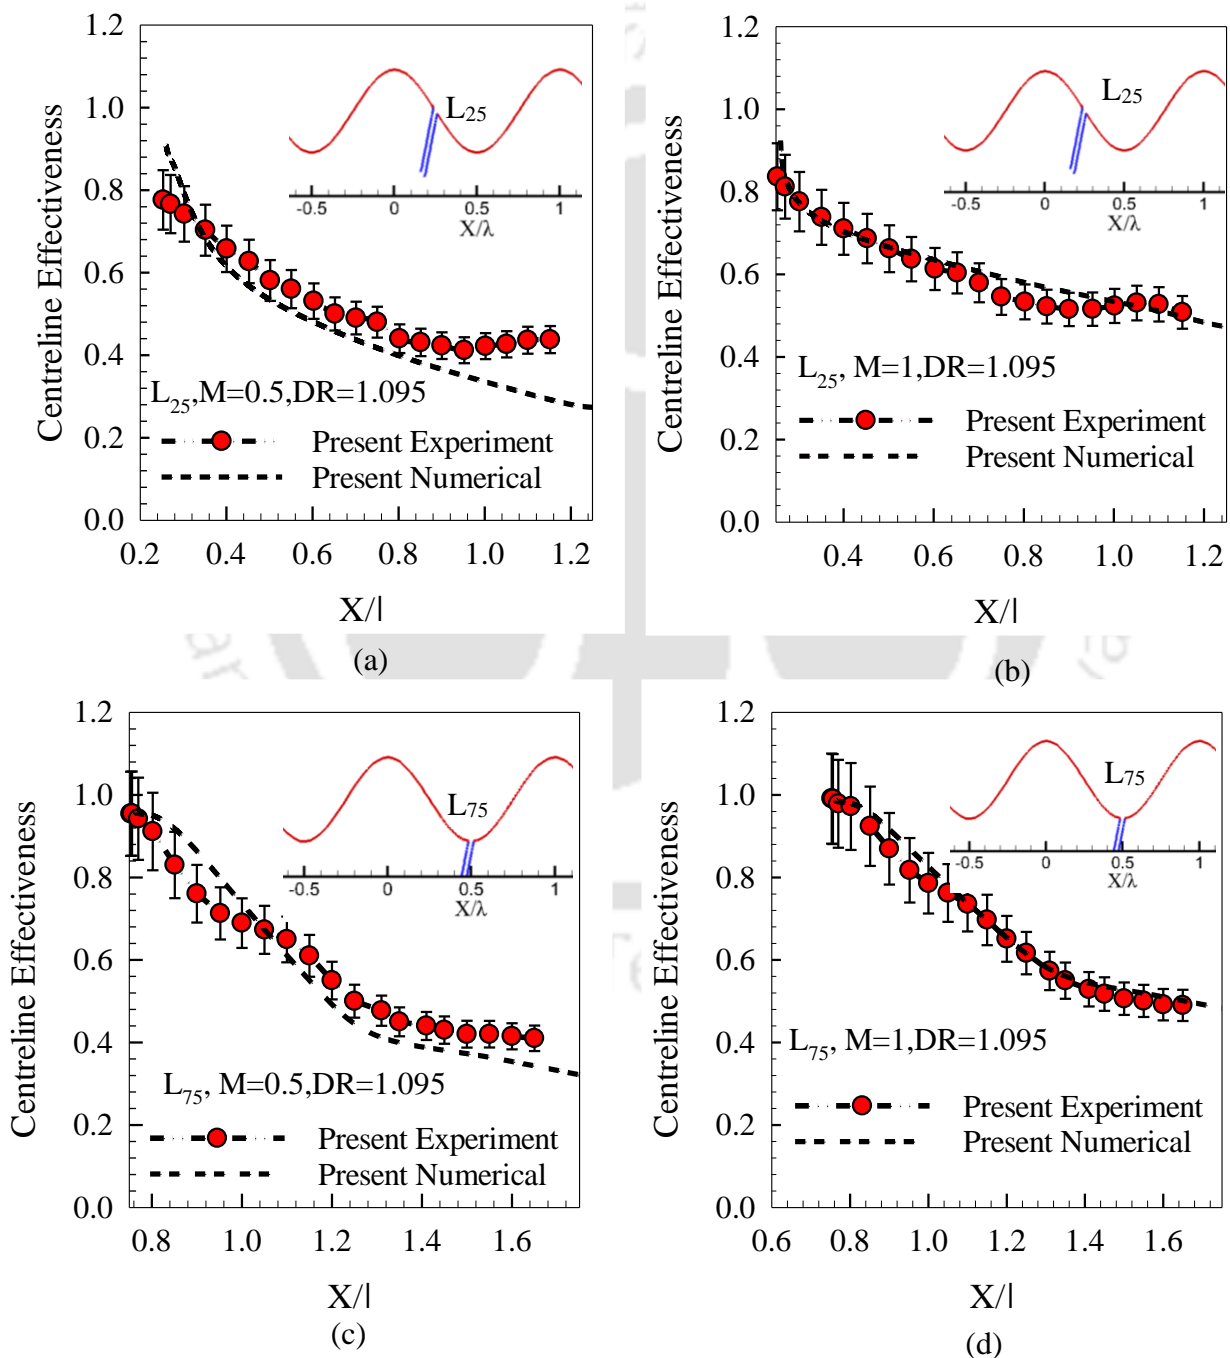 1.2
1.0
0.8
0.6
0.4
0.2
0.0
Centreline Effectiveness
L25
-0.5 0 0.5 1
X/λ
L25,M=0.5,DR=1.095
Present Experiment
Present Numerical
0.2 0.4 0.6 0.8 1.0 1.2
X/l
(a)
1.2
1.0
0.8
0.6
0.4
0.2
0.0
Centreline Effectiveness
L25
-0.5 0 0.5 1
X/λ
L25, M=1,DR=1.095
Present Experiment
Present Numerical
0.4 0.6 0.8 1.0 1.2
X/l
(b)
1.2
1.0
0.8
0.6
0.4
0.2
0.0
Centreline Effectiveness
L75
-0.5 0 0.5 1
X/λ
L75, M=0.5,DR=1.095
Present Experiment
Present Numerical
0.8 1.0 1.2 1.4 1.6
X/l
(c)
1.2
1.0
0.8
0.6
0.4
0.2
0.0
Centreline Effectiveness
L75
-0.5 0 0.5 1
X/λ
L75, M=1,DR=1.095
Present Experiment
Present Numerical
0.6 0.8 1.0 1.2 1.4 1.6
X/l
(d)